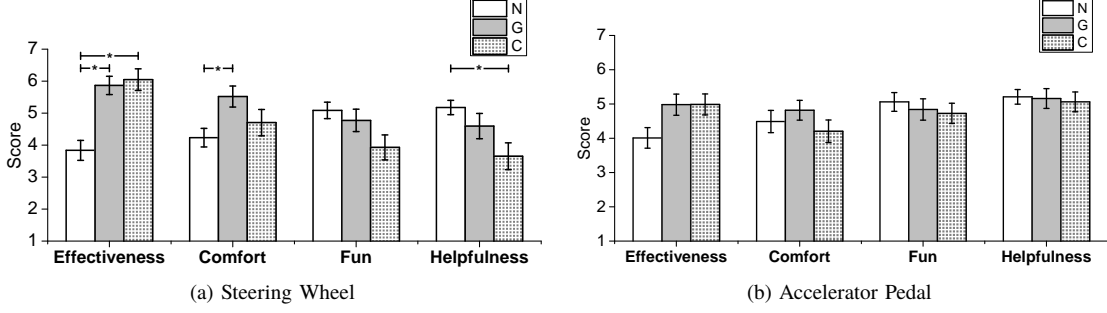 N
G
C
7
6
5
4
3
2
1
Score
*
*
*
*
Effectiveness Comfort Fun Helpfulness
(a) Steering Wheel
N
G
C
7
6
5
4
3
2
1
Score
Effectiveness Comfort Fun Helpfulness
(b) Accelerator Pedal